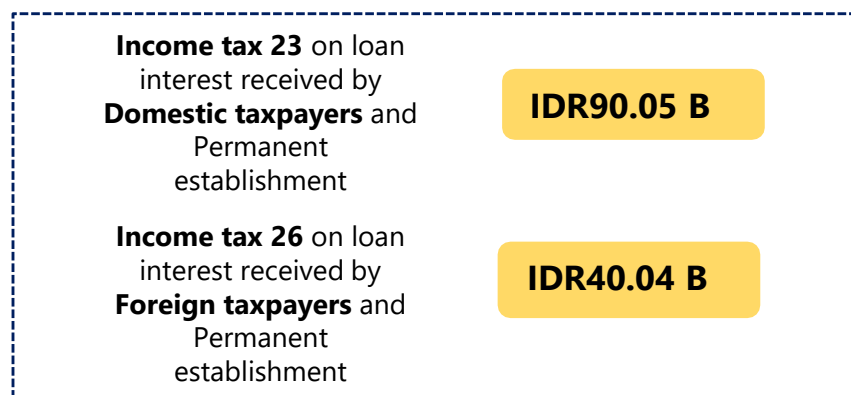 Income tax 23 on loan
interest received by
Domestic taxpayers and
Permanent
establishment
IDR90.05 B
Income tax 26 on loan
interest received by
Foreign taxpayers and
Permanent
establishment
IDR40.04 B